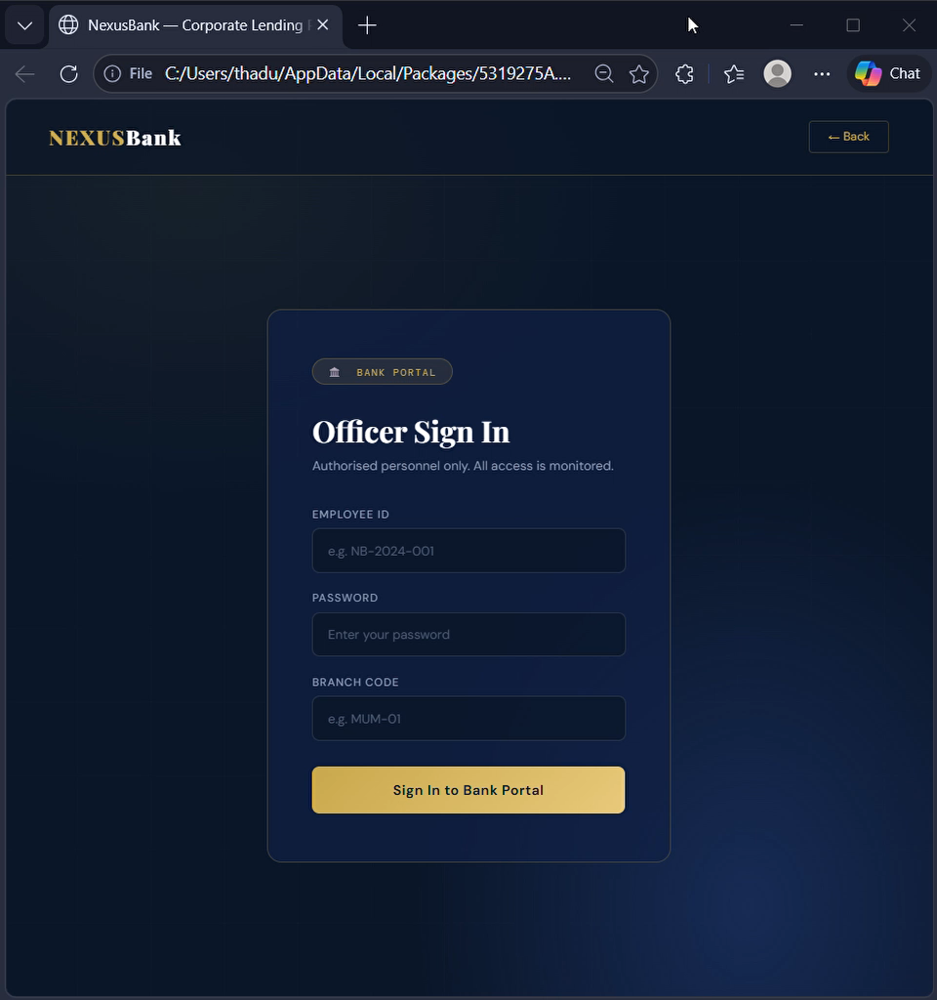 NexusBank — Corporate Lending
File C:/Users/thadu/AppData/Local/Packages/5319275A.... Chat
NEXUSBank
← Back
BANK PORTAL
Officer Sign In
Authorised personnel only. All access is monitored.
EMPLOYEE ID
e.g. NB-2024-001
PASSWORD
Enter your password
BRANCH CODE
e.g. MUM-01
Sign In to Bank Portal